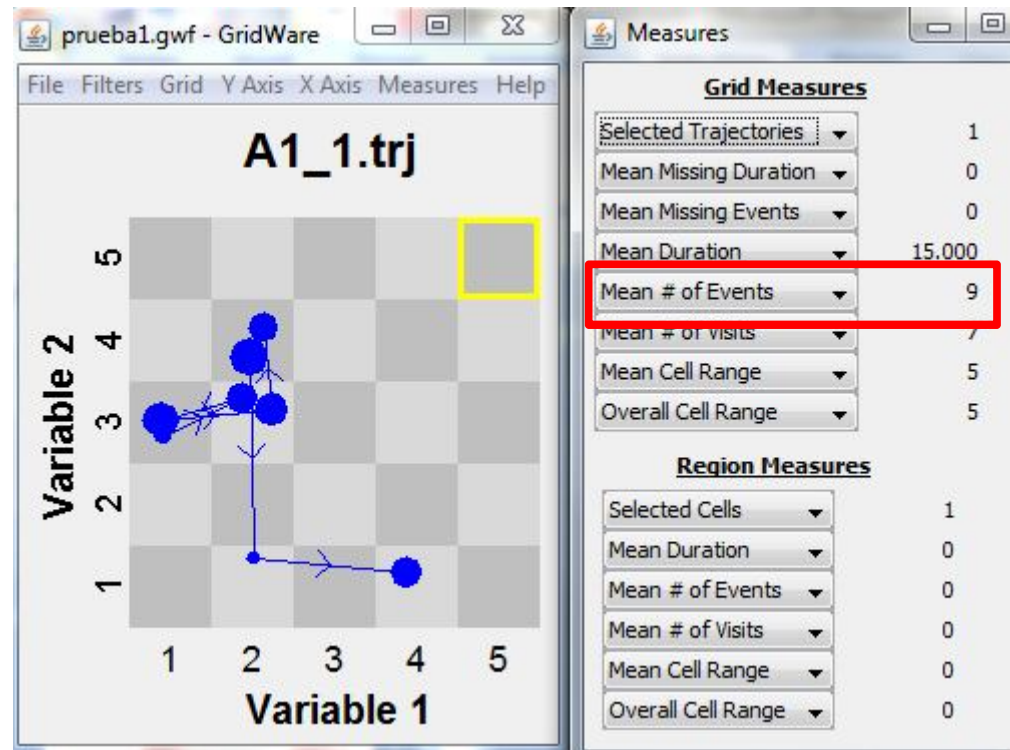 prueba1.gwf - GridWare
File Filters Grid Y Axis X Axis Measures Help
A1_1.trj
Variable 2
5
4
3
2
1
1 2 3 4 5
Variable 1
Measures
Grid Measures
Selected Trajectories 1
Mean Missing Duration 0
Mean Missing Events 0
Mean Duration 15.000
Mean # of Events 9
Mean # of Visits 7
Mean Cell Range 5
Overall Cell Range 5
Region Measures
Selected Cells 1
Mean Duration 0
Mean # of Events 0
Mean # of Visits 0
Mean Cell Range 0
Overall Cell Range 0